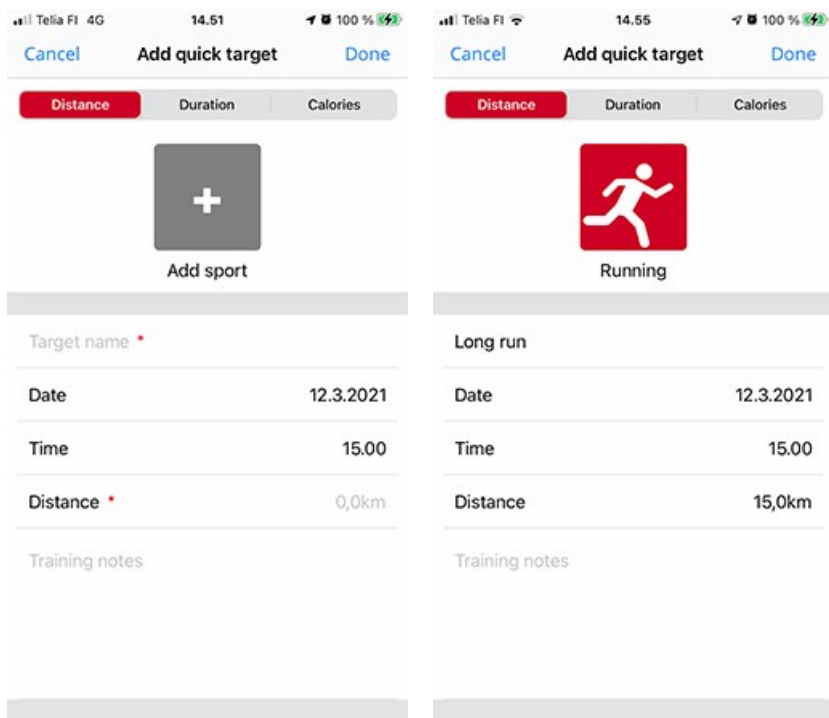 Telia FI 4G 14.51 100 %
Cancel Add quick target Done
Distance Duration Calories
+
Add sport
Target name *
Date 12.3.2021
Time 15.00
Distance * 0,0km
Training notes
Telia FI 14.55 100 %
Cancel Add quick target Done
Distance Duration Calories
Running
Long run
Date 12.3.2021
Time 15.00
Distance 15,0km
Training notes